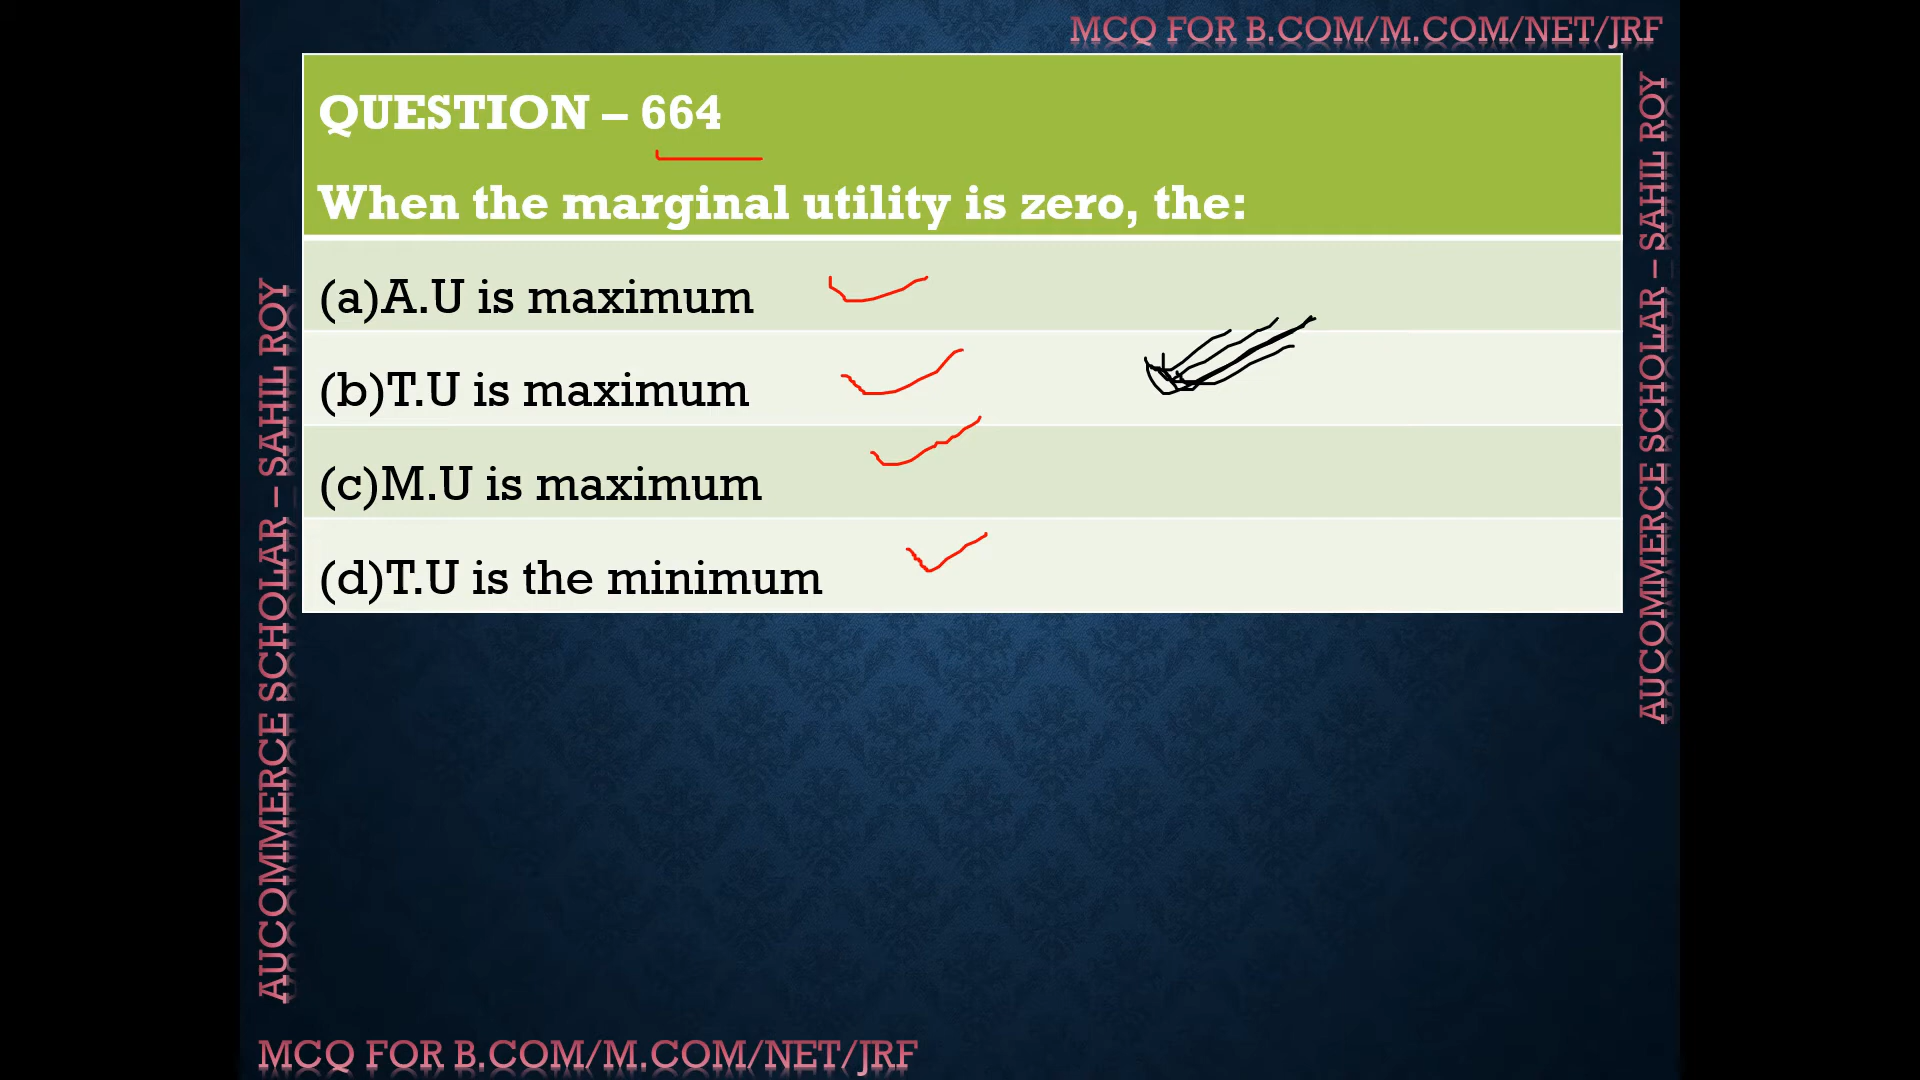 MCQ FOR B.COM/M.COM/NET/JRF
QUESTION – 664
When the marginal utility is zero, the:
(a)A.U is maximum
(b)T.U is maximum
(c)M.U is maximum
(d)T.U is the minimum
AUCOMMERCE SCHOLAR – SAHIL ROY
AUCOMMERCE SCHOLAR – SAHIL ROY
MCQ FOR B.COM/M.COM/NET/JRF